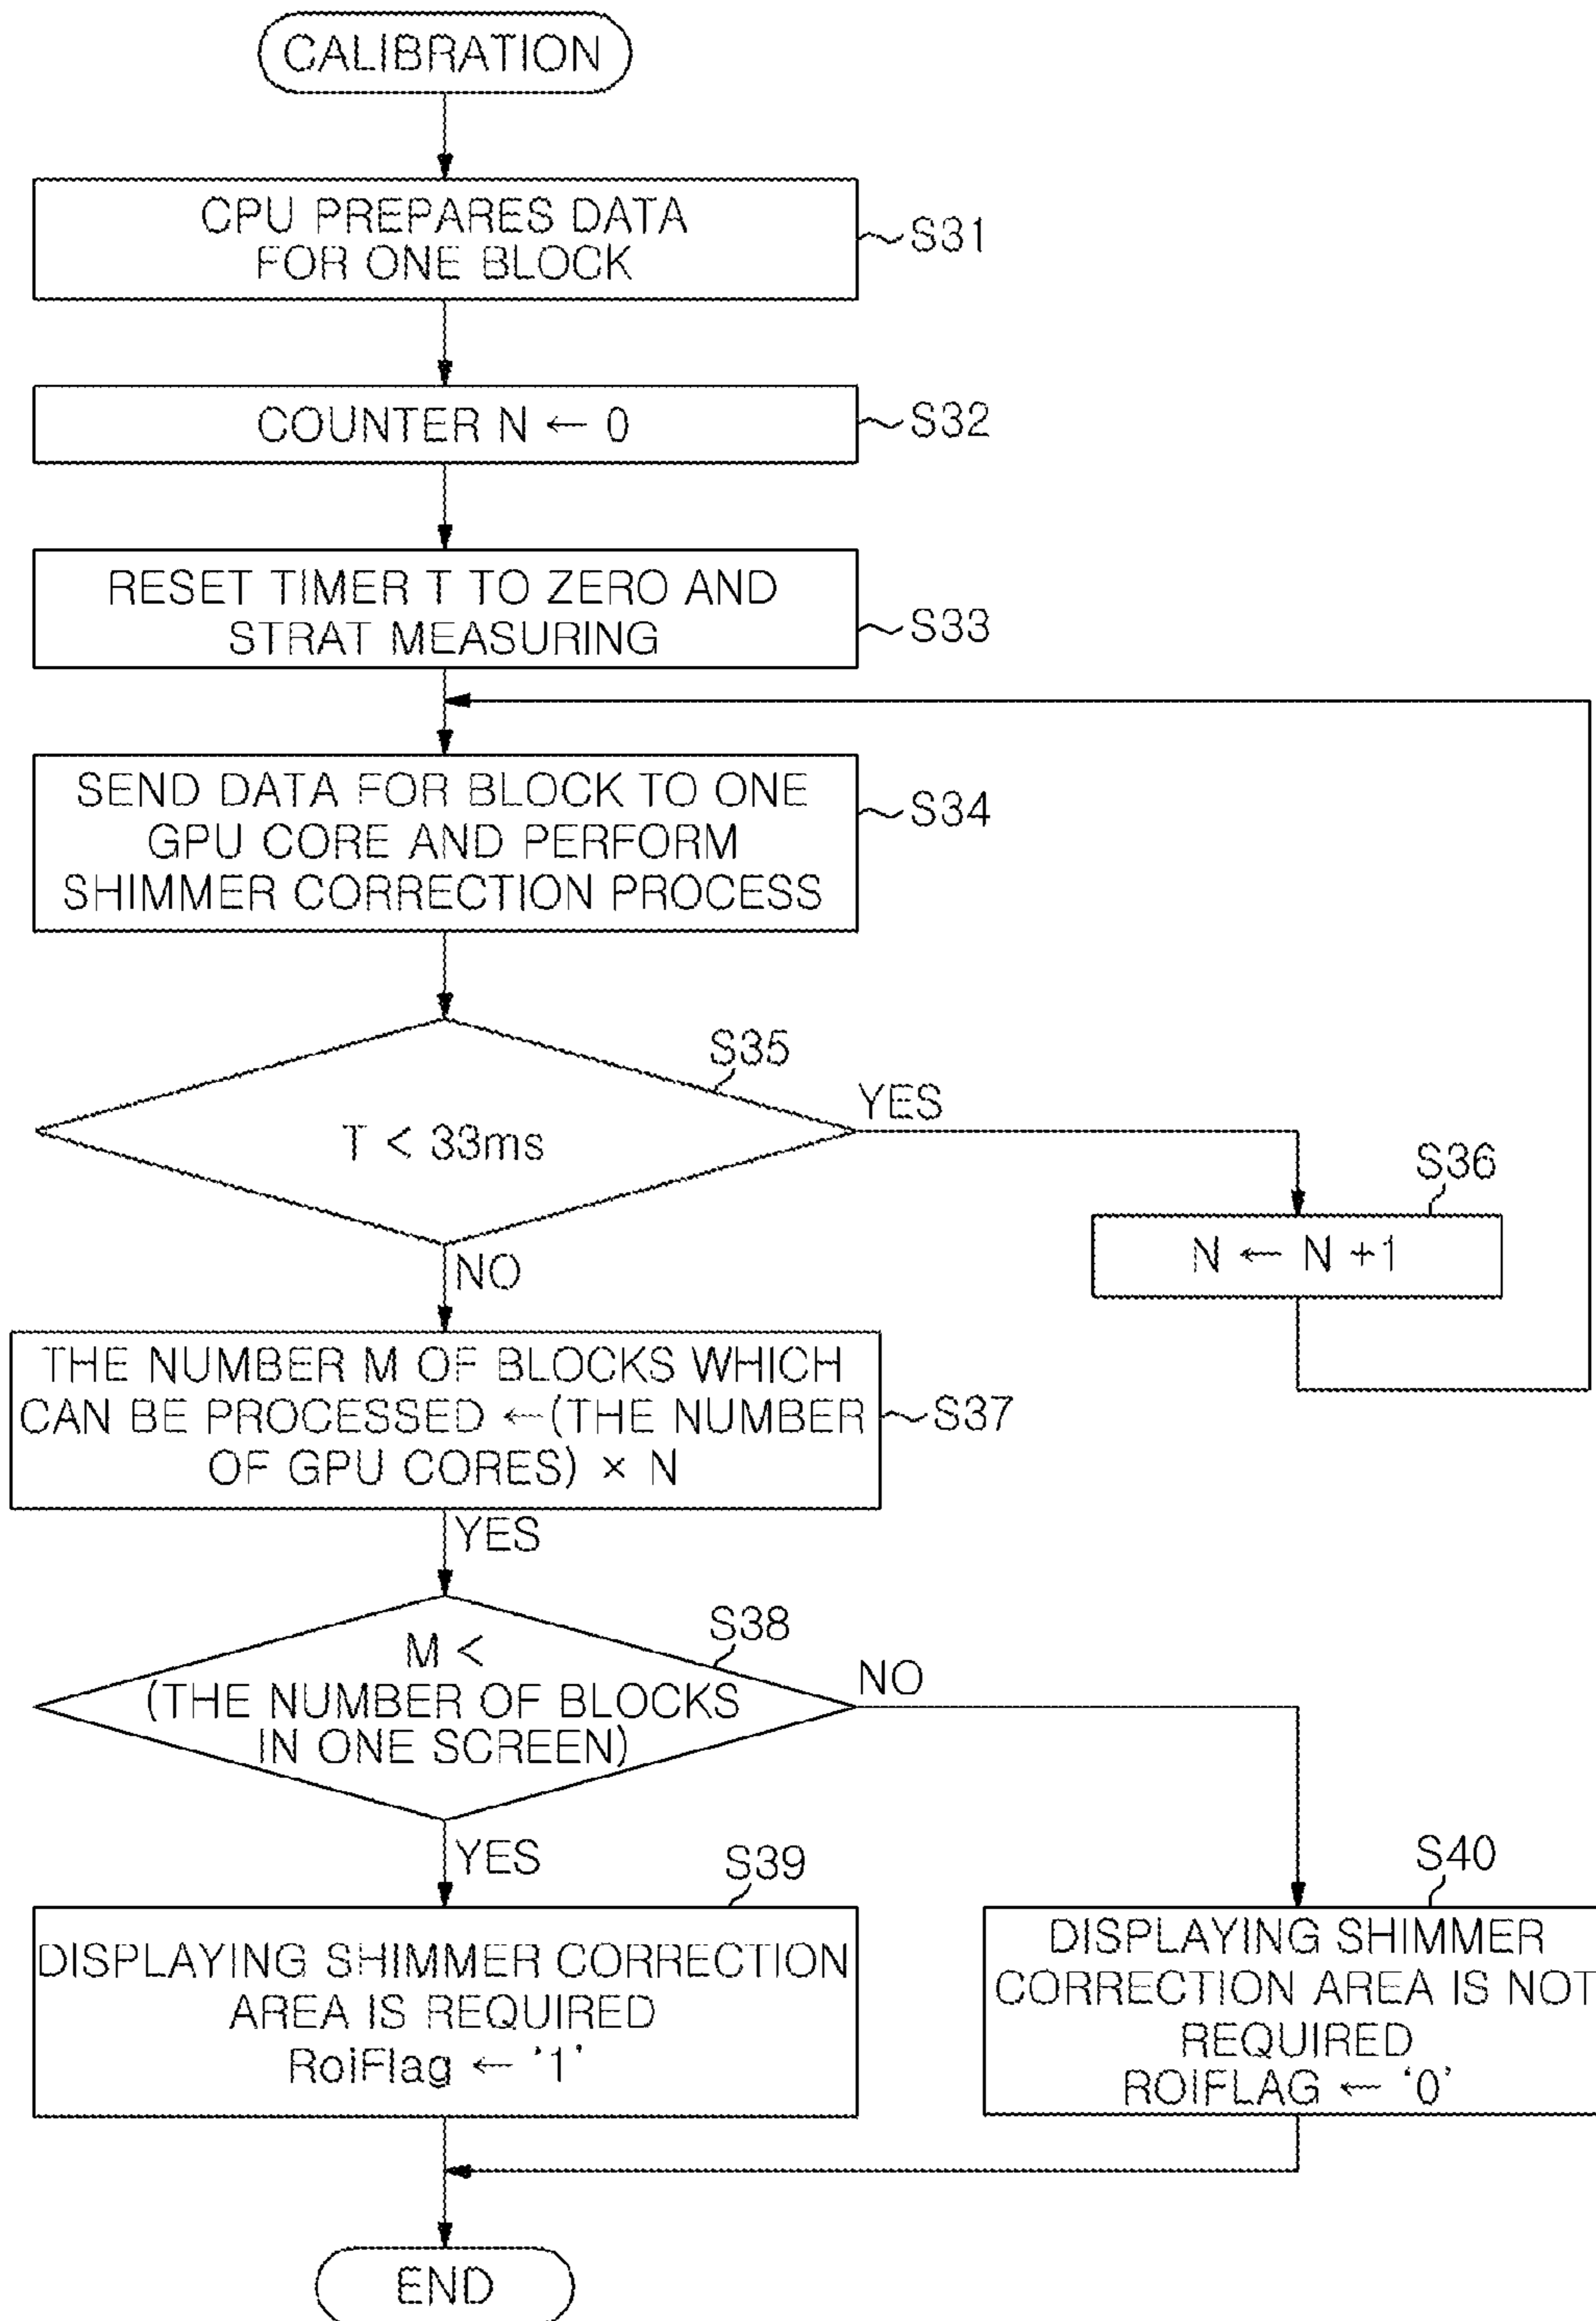 CALIBRATION
CPU PREPARES DATA
FOR ONE BLOCK
S31
COUNTER N ← 0
S32
RESET TIMER T TO ZERO AND
STRAT MEASURING
S33
SEND DATA FOR BLOCK TO ONE
GPU CORE AND PERFORM
SHIMMER CORRECTION PROCESS
S34
S35
T < 33ms
YES
S36
N ← N +1
NO
THE NUMBER M OF BLOCKS WHICH
CAN BE PROCESSED ←(THE NUMBER
OF GPU CORES) × N
S37
YES
S38
M <
(THE NUMBER OF BLOCKS
IN ONE SCREEN)
NO
YES
S39
DISPLAYING SHIMMER CORRECTION
AREA IS REQUIRED
RoiFlag ← '1'
S40
DISPLAYING SHIMMER
CORRECTION AREA IS NOT
REQUIRED
ROIFLAG ← '0'
END